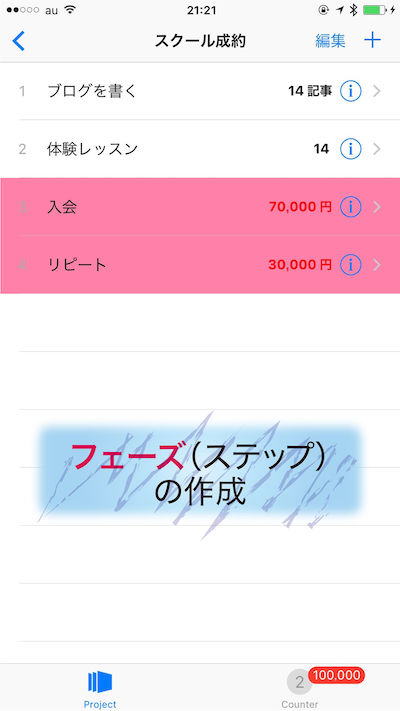 au 21:21
スクール成約 編集
1 ブログを書く 14 記事
2 体験レッスン 14
3 入会 70,000 円
4 リピート 30,000 円
フェーズ(ステップ)
の作成
2 100,000
Project Counter